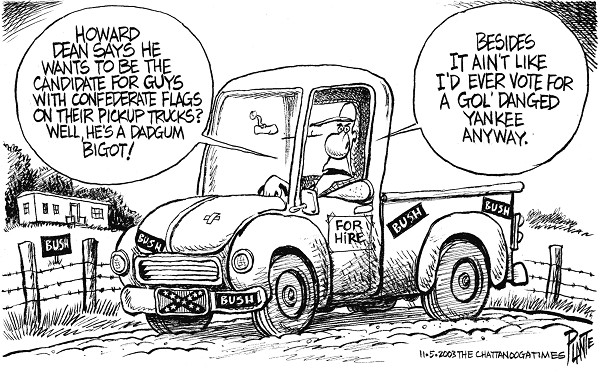 HOWARD
DEAN SAYS HE
WANTS TO BE THE
CANDIDATE FOR GUYS
WITH CONFEDERATE FLAGS
ON THEIR PICKUP TRUCKS?
WELL, HE'S A DADGUM
BIGOT!
BESIDES
IT AIN'T LIKE
I'D EVER VOTE FOR
A GOL' DANGED
YANKEE
ANYWAY.
BUSH
BUSH
FOR
HIRE
BUSH
BUSH
BUSH
11.5.2003 THE CHATTANOOGA TIMES
PLANTE